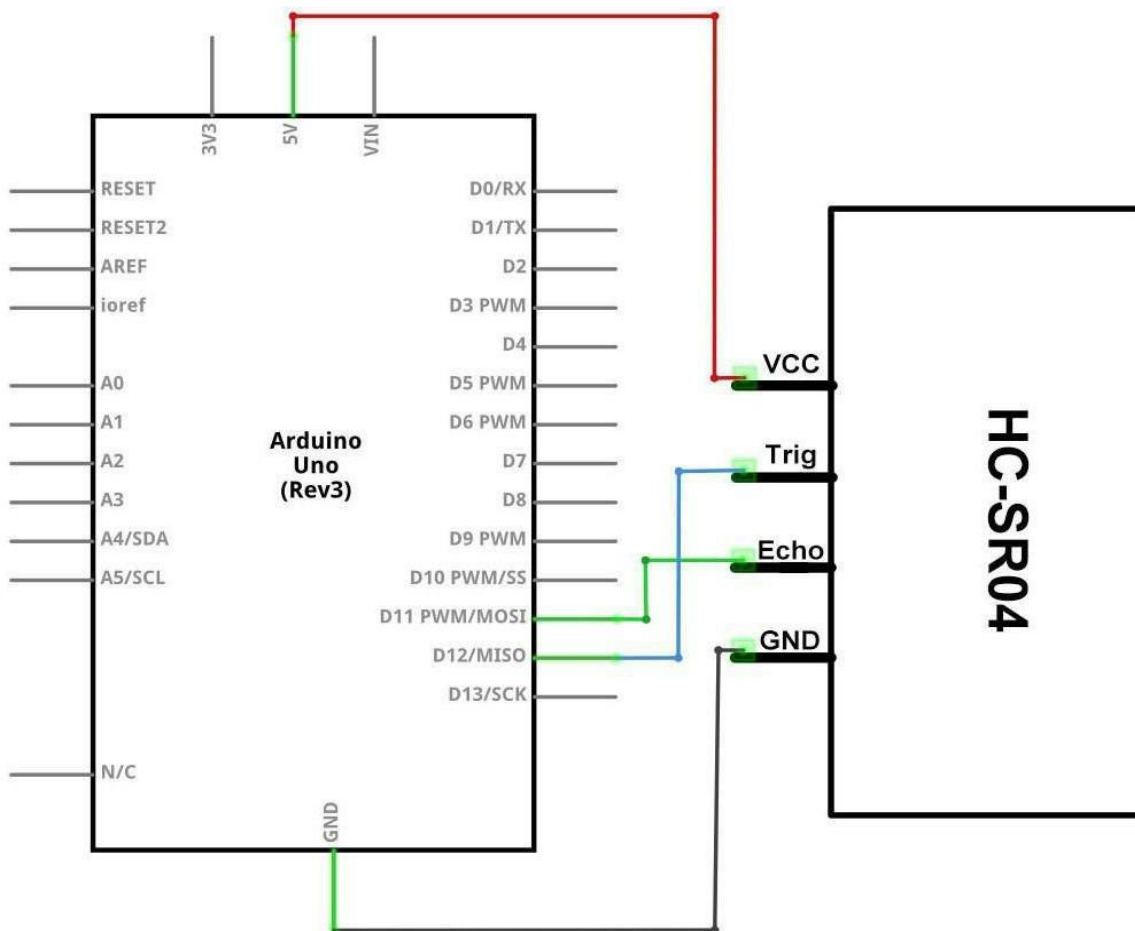 3V3
5V
VIN
RESET
RESET2
AREF
ioref
A0
A1
A2
A3
A4/SDA
A5/SCL
N/C
Arduino
Uno
(Rev3)
D0/RX
D1/TX
D2
D3 PWM
D4
D5 PWM
D6 PWM
D7
D8
D9 PWM
D10 PWM/SS
D11 PWM/MOSI
D12/MISO
D13/SCK
GND
VCC
Trig
Echo
GND
HC-SR04